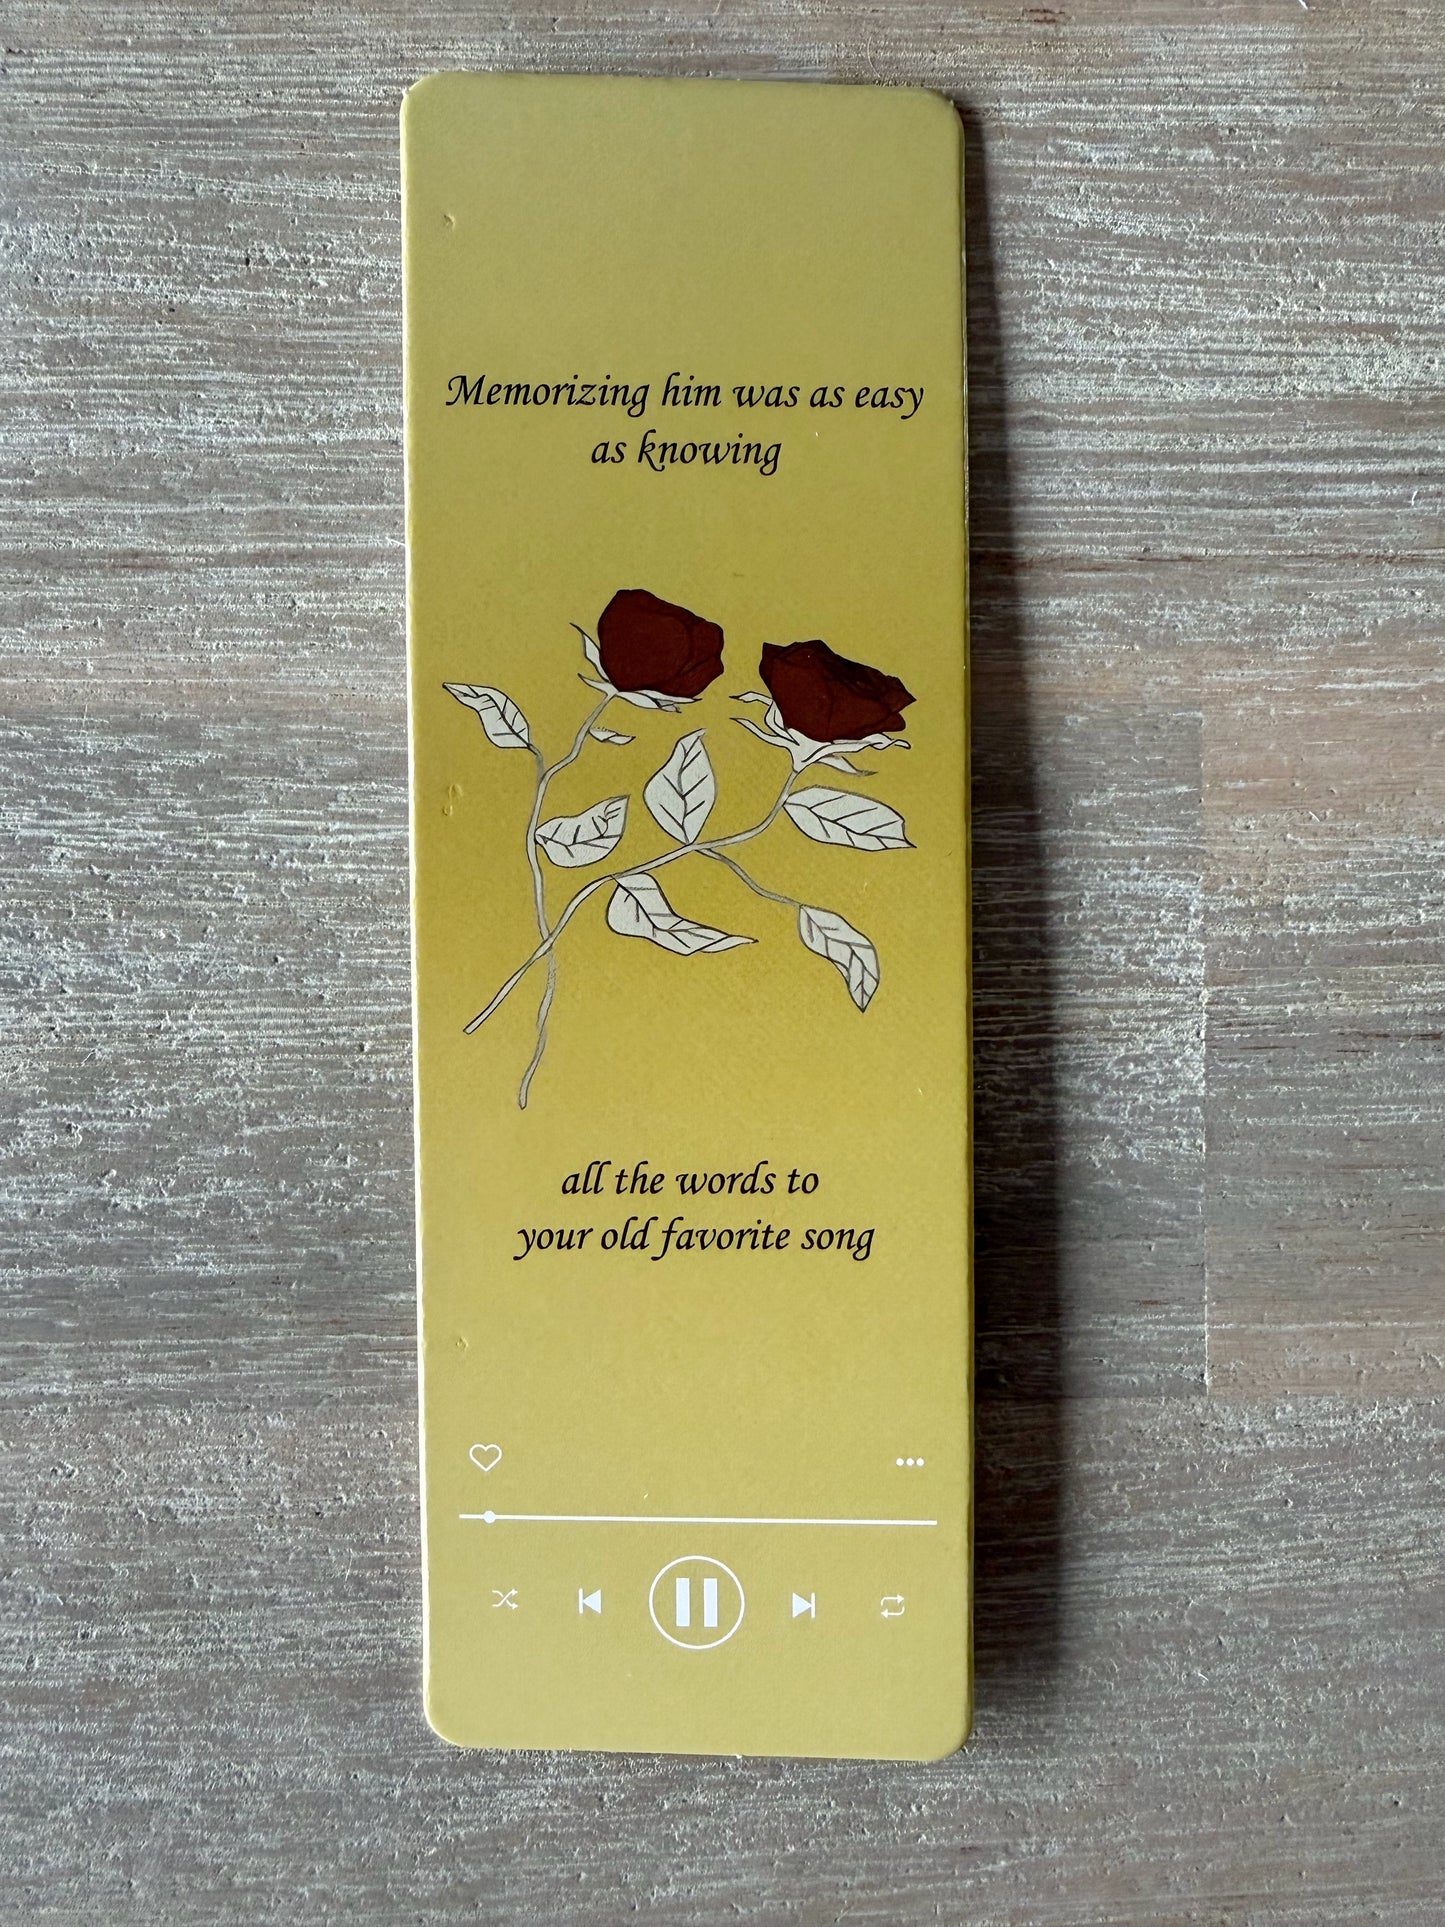 Memorizing him was as easy
as knowing
all the words to
your old favorite song